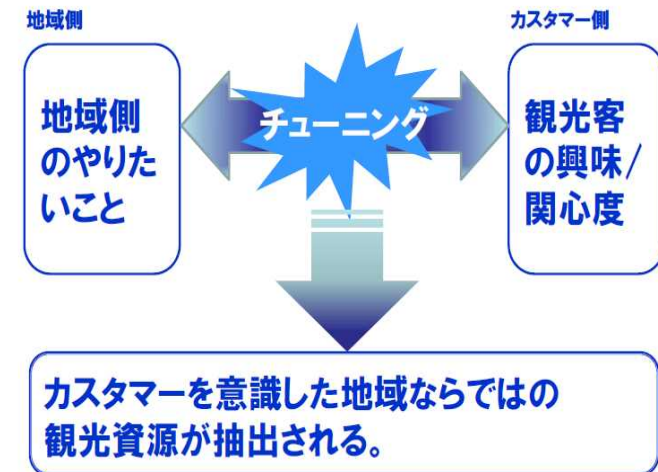 地域側
カスタマー側
地域側
のやりた
いこと
チューニング
観光客
の興味/
関心度
カスタマーを意識した地域ならではの
観光資源が抽出される。